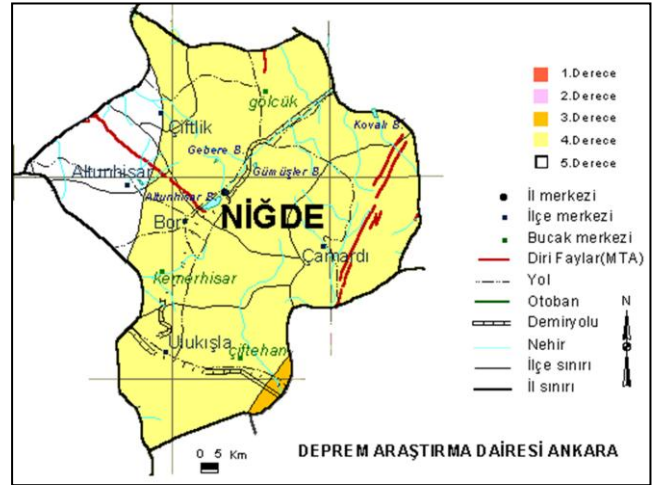 gölcük
Çiftlik
Kovalı B.
Gebere B.
Gümüşler B.
Altunhisar
Altunhisar B.
NİĞDE
Bor
Çamardı
Kemerhisar
Ulukışla
Çiftehan
0 5 Km
1.Derece
2.Derece
3.Derece
4.Derece
5.Derece
İl merkezi
İlçe merkezi
Bucak merkezi
Diri Faylar(MTA)
Yol
Otoban
Demiryolu
Nehir
İlçe sınırı
İl sınırı
N
DEPREM ARAŞTIRMA DAİRESİ ANKARA